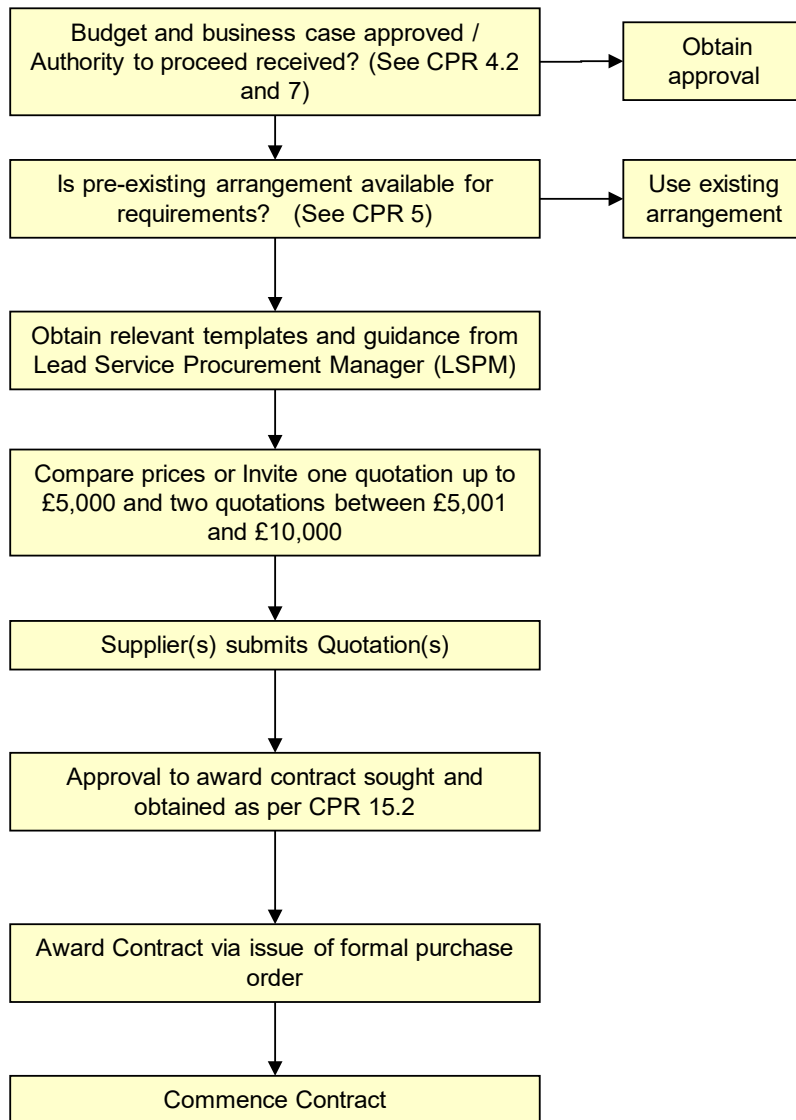 Budget and business case approved /
Authority to proceed received? (See CPR 4.2
and 7)
Obtain
approval
Is pre-existing arrangement available for
requirements? (See CPR 5)
Use existing
arrangement
Obtain relevant templates and guidance from
Lead Service Procurement Manager (LSPM)
Compare prices or Invite one quotation up to
£5,000 and two quotations between £5,001
and £10,000
Supplier(s) submits Quotation(s)
Approval to award contract sought and
obtained as per CPR 15.2
Award Contract via issue of formal purchase
order
Commence Contract